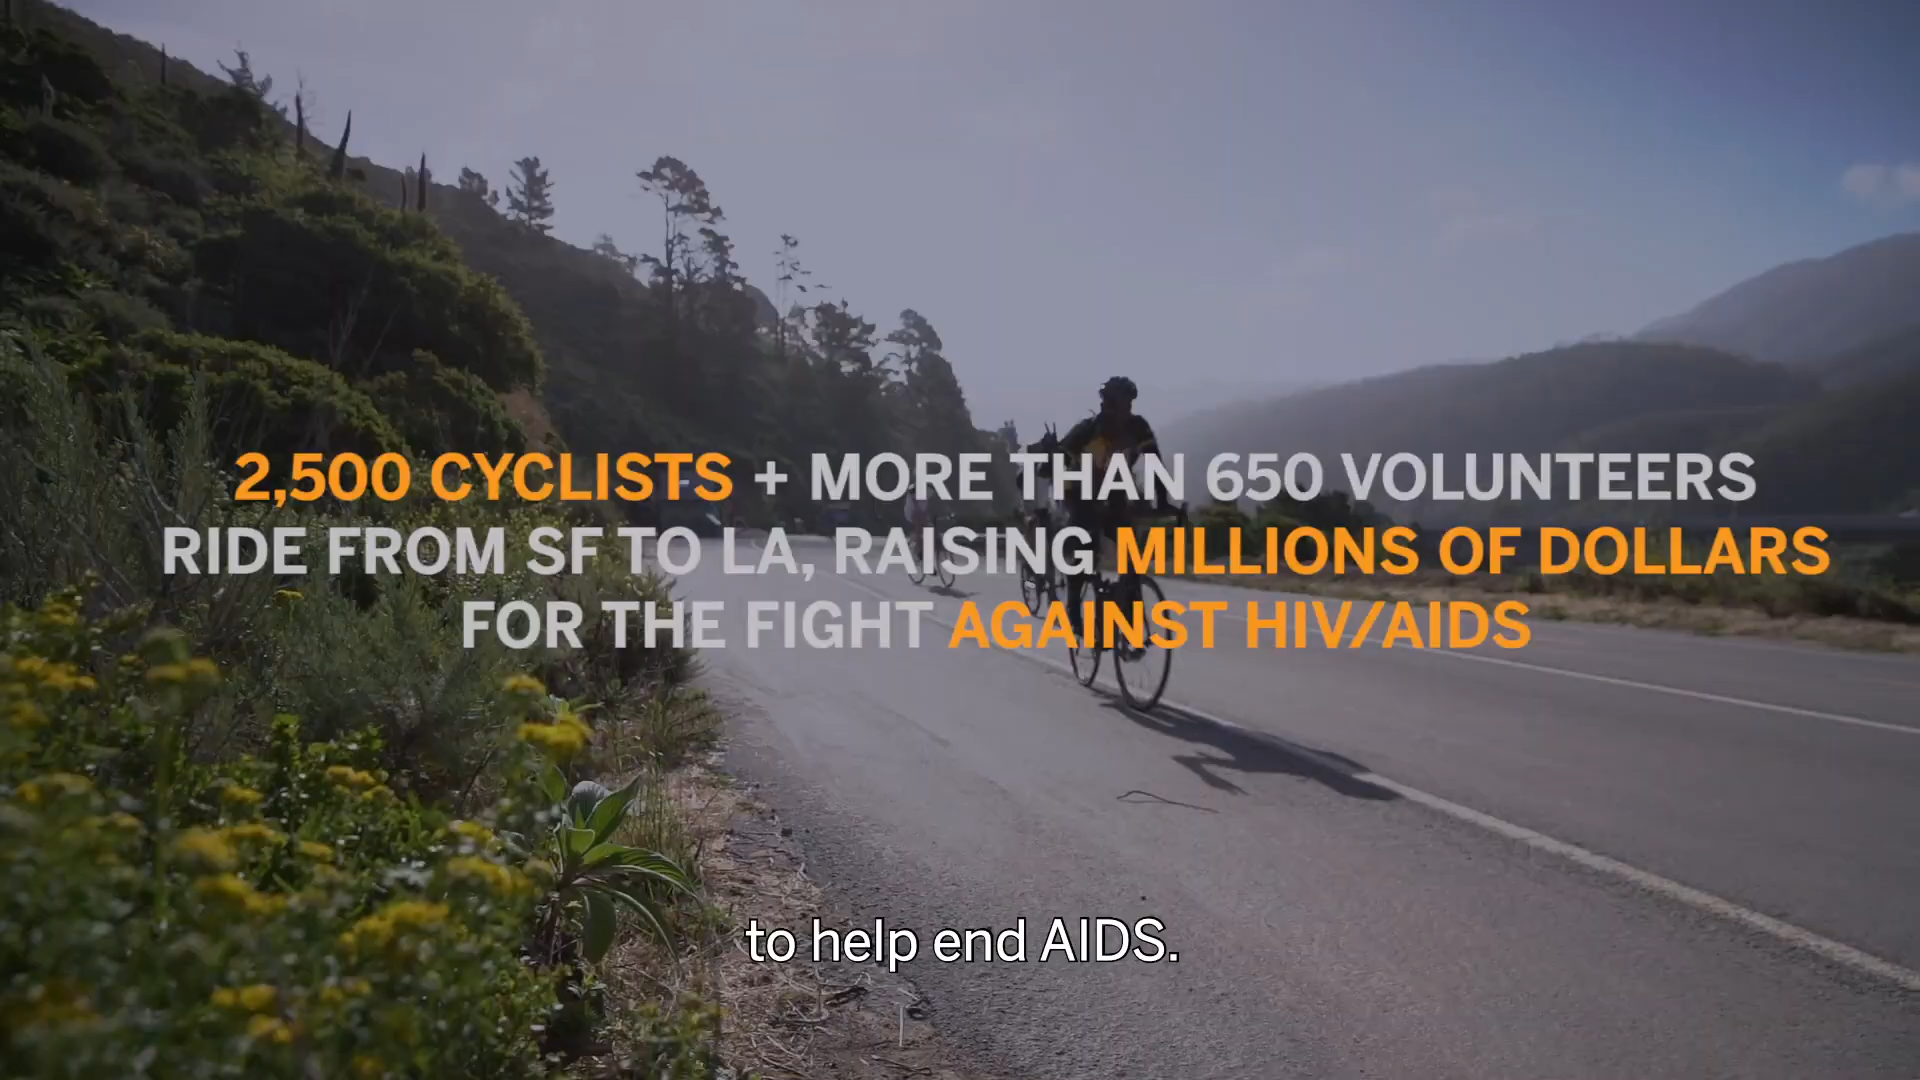 2,500 CYCLISTS + MORE THAN 650 VOLUNTEERS
RIDE FROM SF TO LA, RAISING MILLIONS OF DOLLARS
FOR THE FIGHT AGAINST HIV/AIDS
to help end AIDS.